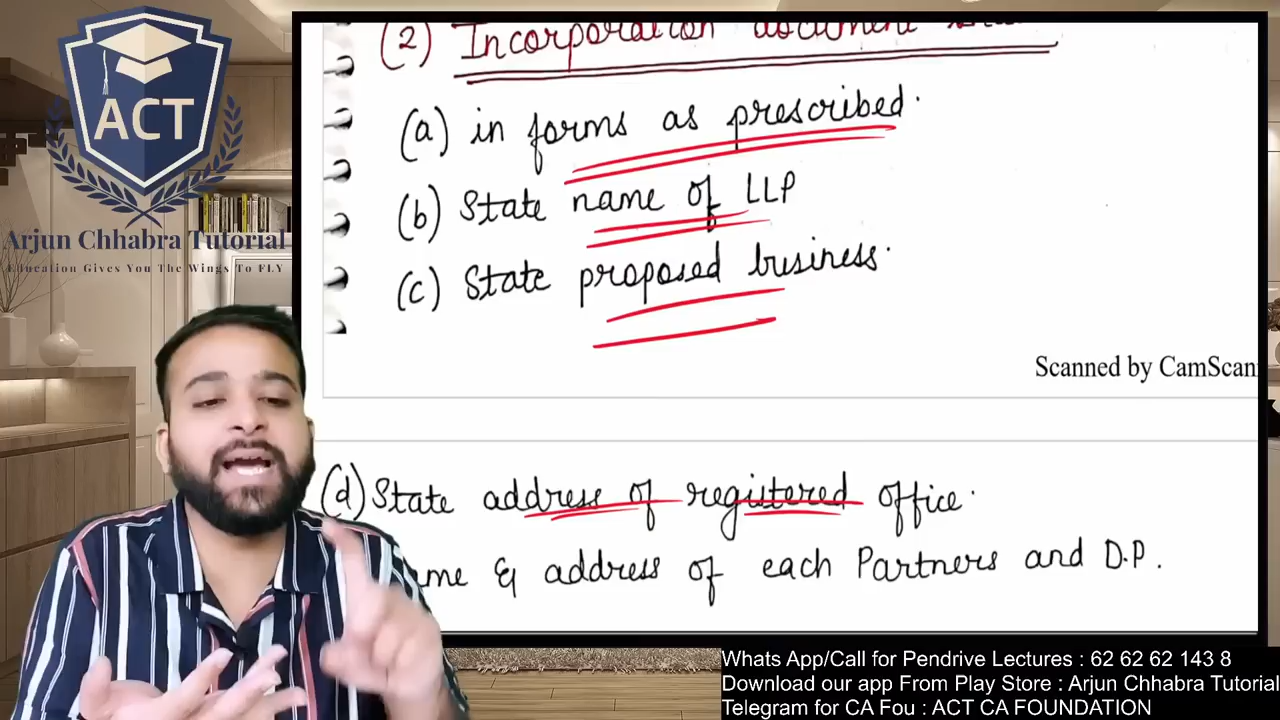 ACT
Arjun Chhabra Tutorial
Education Gives You The Wings To FLY
(2) Incorporation document
(a) in forms as prescribed.
(b) State name of LLP
(c) State proposed business.
Scanned by CamScan
(d) State address of registered office.
& address of each Partners and D.P.
Whats App/Call for Pendrive Lectures : 62 62 62 143 8
Download our app From Play Store : Arjun Chhabra Tutorial
Telegram for CA Fou : ACT CA FOUNDATION